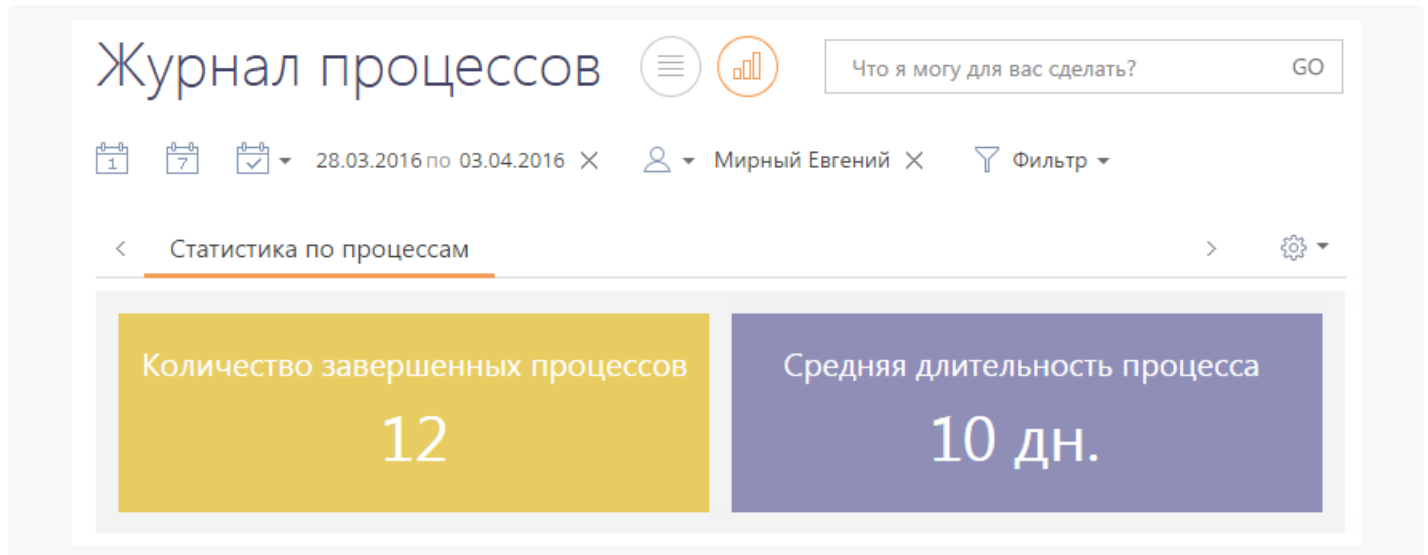 Журнал процессов
Что я могу для вас сделать? GO
1 7 28.03.2016 по 03.04.2016 Мирный Евгений Фильтр
Статистика по процессам
Количество завершенных процессов
12
Средняя длительность процесса
10 дн.